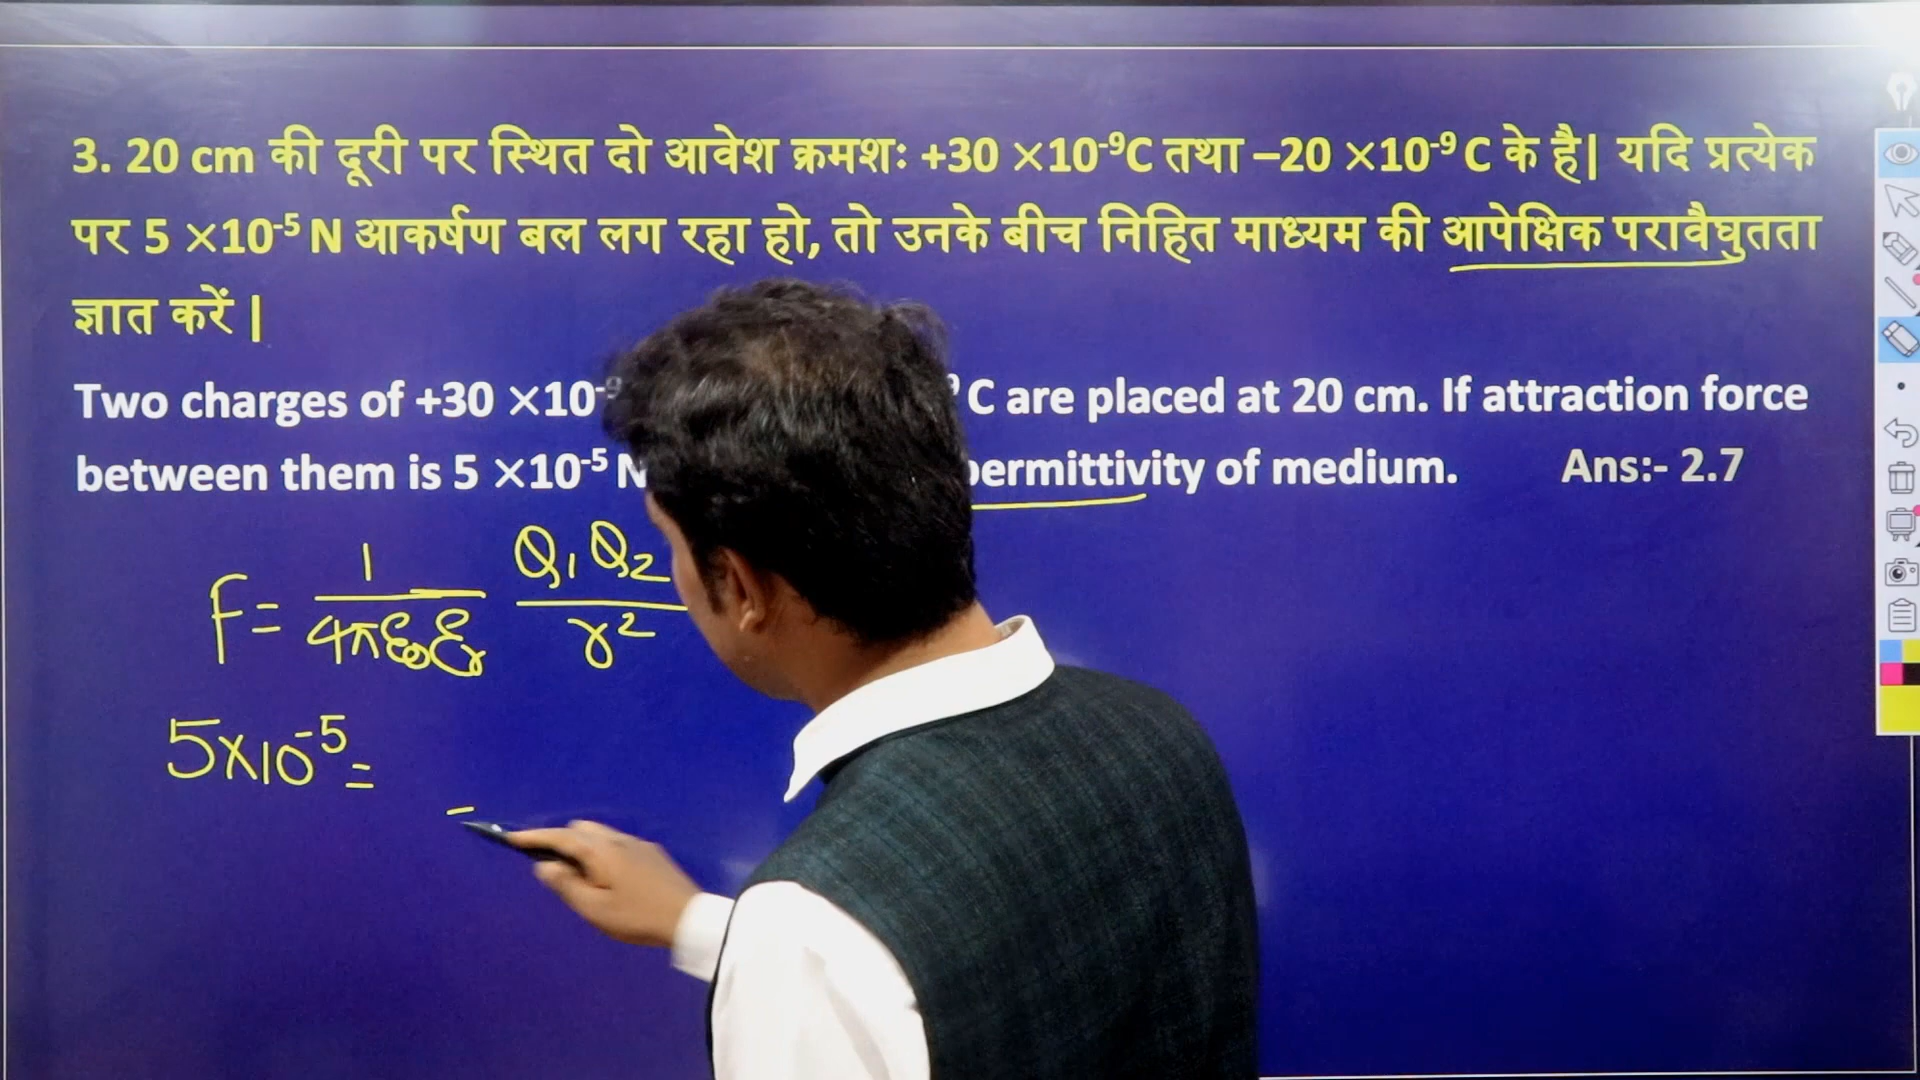 3. 20 cm की दूरी पर स्थित दो आवेश क्रमशः +30 ×10⁻⁹C तथा –20 ×10⁻⁹ C के है| यदि प्रत्येक
पर 5 ×10⁻⁵ N आकर्षण बल लग रहा हो, तो उनके बीच निहित माध्यम की आपेक्षिक परावैघुतता
ज्ञात करें |
Two charges of +30 ×10⁻⁹ C are placed at 20 cm. If attraction force
between them is 5 ×10⁻⁵ N permittivity of medium. Ans:- 2.7
F = 1/(4πε₀εᵣ) Q₁Q₂/r²
5×10⁻⁵ =